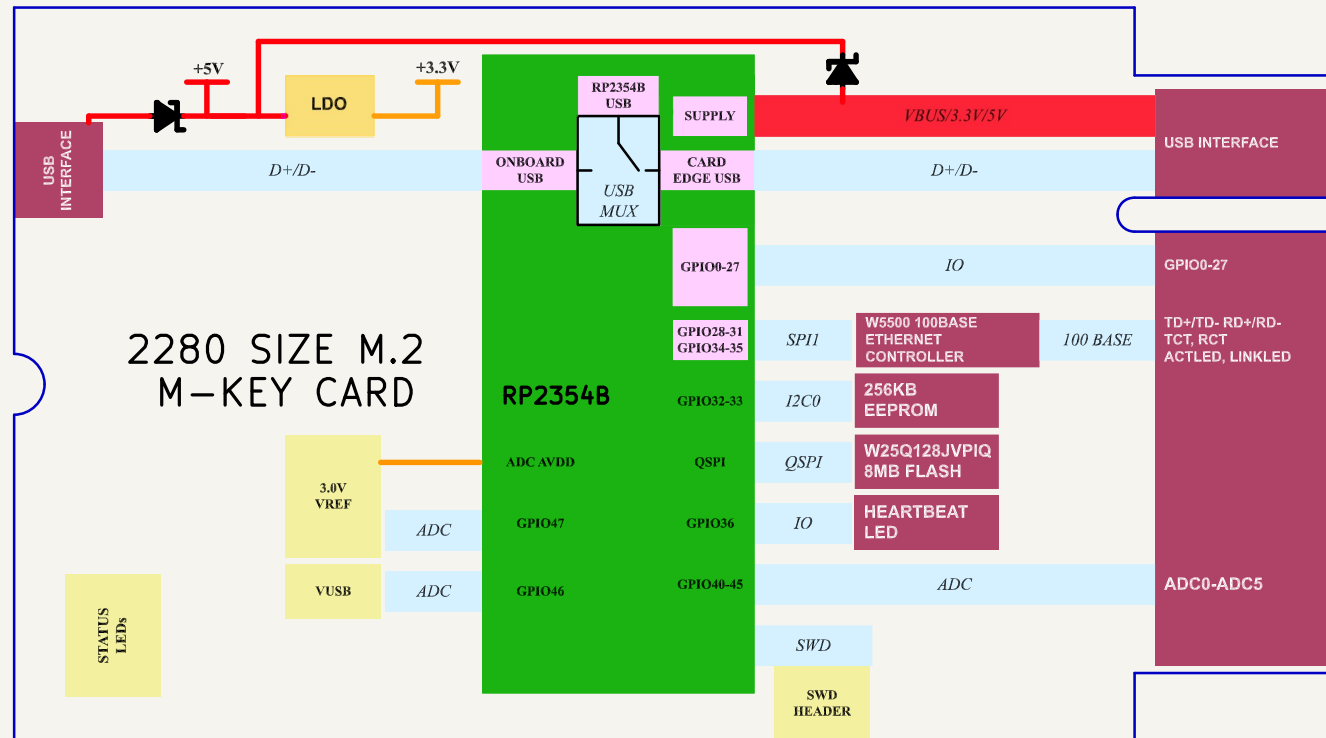 +5V
+3.3V
LDO
RP2354B
USB
SUPPLY
VBUS/3.3V/5V
USB INTERFACE
USB
INTERFACE
D+/D-
ONBOARD
USB
USB
MUX
CARD
EDGE USB
D+/D-
GPIO0-27
IO
GPIO0-27
2280 SIZE M.2
M-KEY CARD
RP2354B
GPIO28-31
GPIO34-35
SPI1
W5500 100BASE
ETHERNET
CONTROLLER
100 BASE
TD+/TD- RD+/RD-
TCT, RCT
ACTLED, LINKLED
GPIO32-33
I2C0
256KB
EEPROM
3.0V
VREF
ADC AVDD
QSPI
QSPI
W25Q128JVPIQ
8MB FLASH
ADC
GPIO47
GPIO36
IO
HEARTBEAT
LED
VUSB
ADC
GPIO46
GPIO40-45
ADC
ADC0-ADC5
STATUS
LEDs
SWD
SWD
HEADER